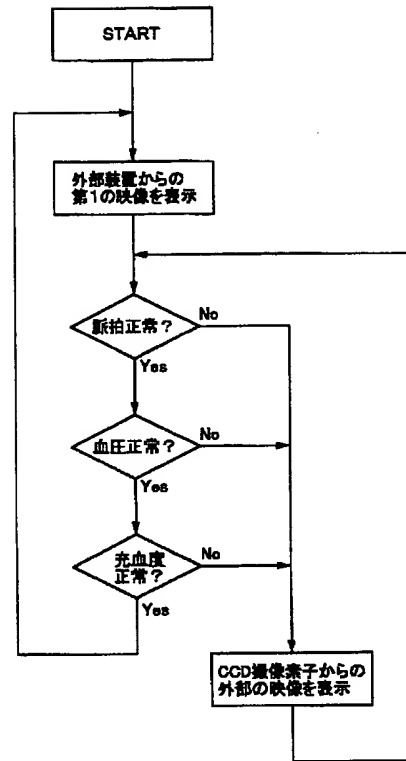 START
外部装置からの
第1の映像を表示
脈拍正常？
No
Yes
血圧正常？
No
Yes
充血度
正常？
No
Yes
CCD撮像素子からの
外部の映像を表示